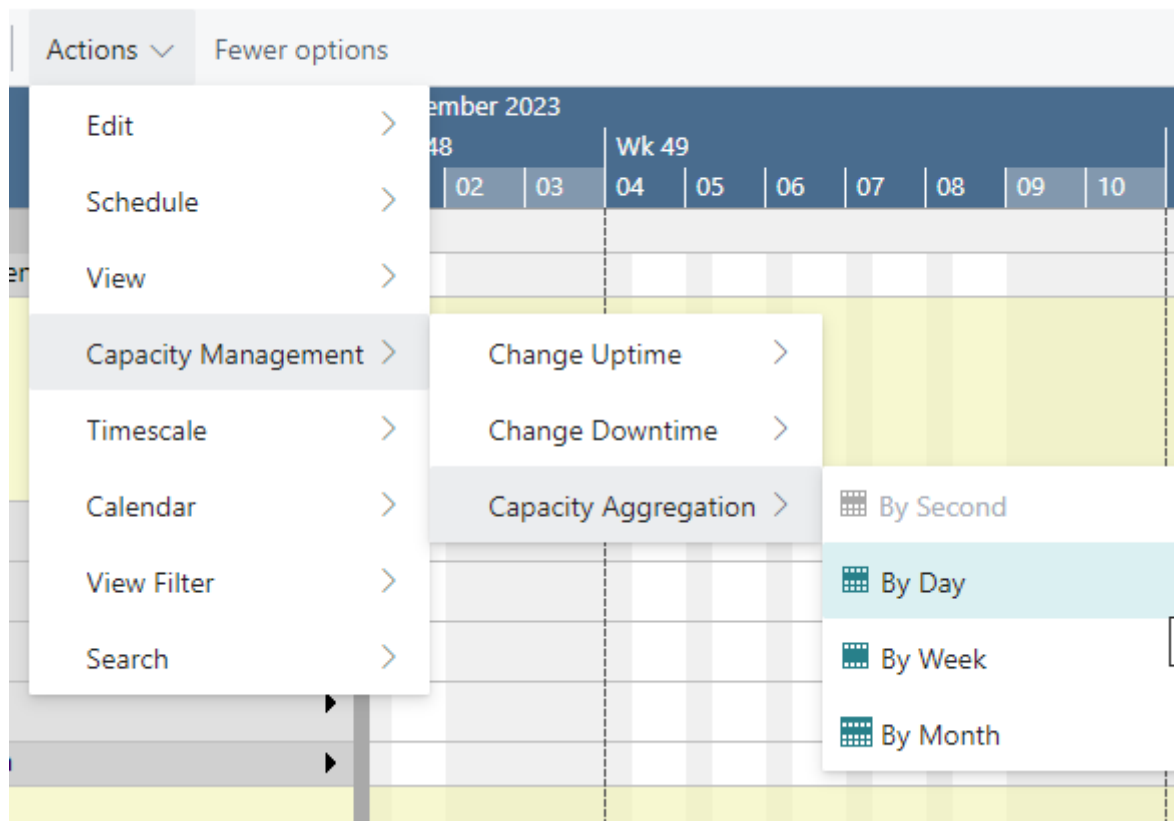 Actions Fewer options
ember 2023
48 Wk 49
02 03 04 05 06 07 08 09 10
Edit
Schedule
er
View
Capacity Management
Timescale
Calendar
View Filter
Search
Change Uptime
Change Downtime
Capacity Aggregation
By Second
By Day
By Week
By Month